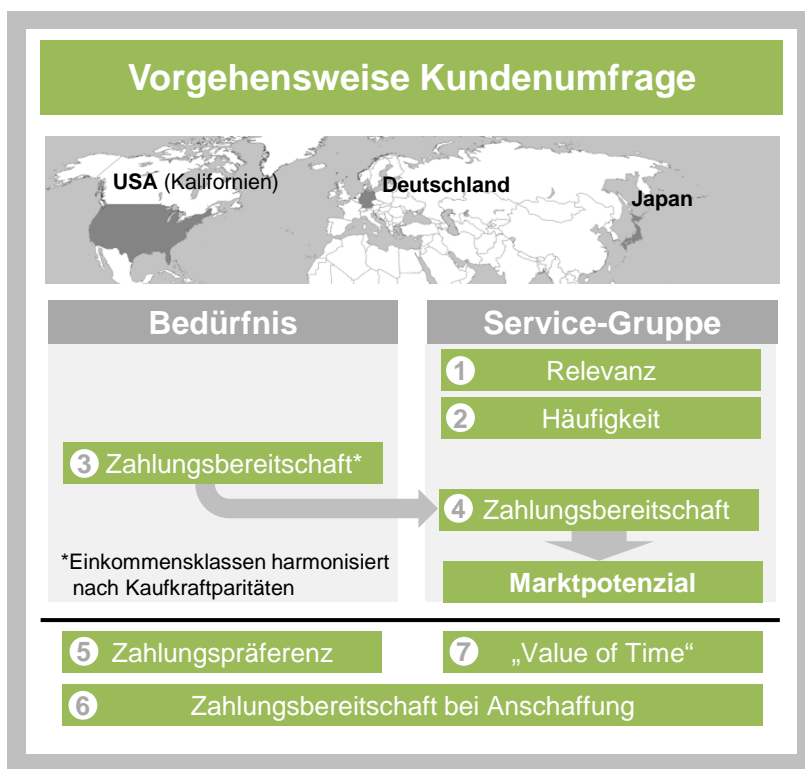 Vorgehensweise Kundenumfrage
USA (Kalifornien)
Deutschland
Japan
Bedürfnis
Service-Gruppe
1 Relevanz
2 Häufigkeit
3 Zahlungsbereitschaft*
4 Zahlungsbereitschaft
*Einkommensklassen harmonisiert
nach Kaufkraftparitäten
Marktpotenzial
5 Zahlungspräferenz
7 „Value of Time“
6 Zahlungsbereitschaft bei Anschaffung